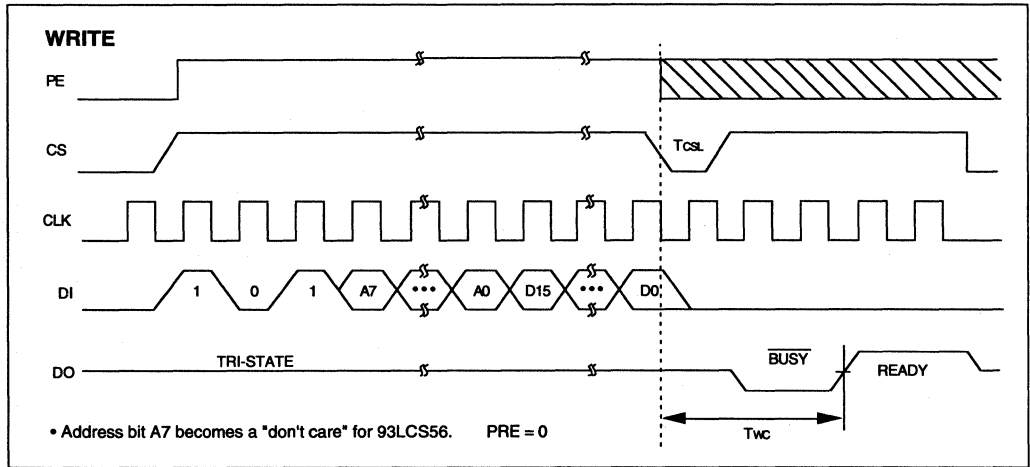 WRITE
PE
CS
TCSL
CLK
DI 1 0 1 A7 ••• A0 D15 ••• D0
DO TRI-STATE BUSY READY
TWC
• Address bit A7 becomes a "don't care" for 93LCS56. PRE = 0